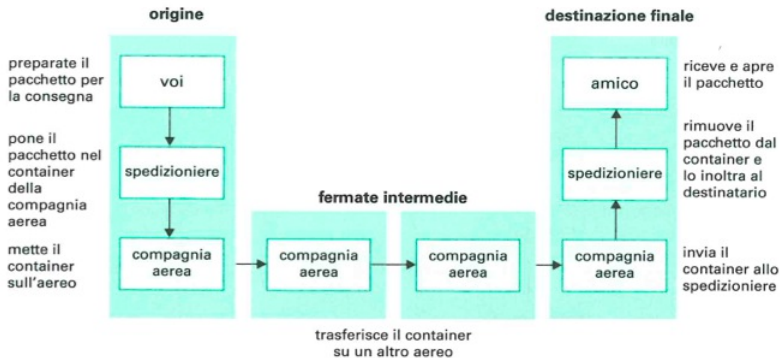 origine
destinazione finale
preparate il
pacchetto per
la consegna
voi
amico
riceve e apre
il pacchetto
pone il
pacchetto nel
container
della
compagnia
aerea
spedizioniere
spedizioniere
rimuove il
pacchetto dal
container e
lo inoltra al
destinatario
fermate intermedie
mette il
container
sull'aereo
compagnia
aerea
compagnia
aerea
compagnia
aerea
compagnia
aerea
invia il
container allo
spedizioniere
trasferisce il container
su un altro aereo